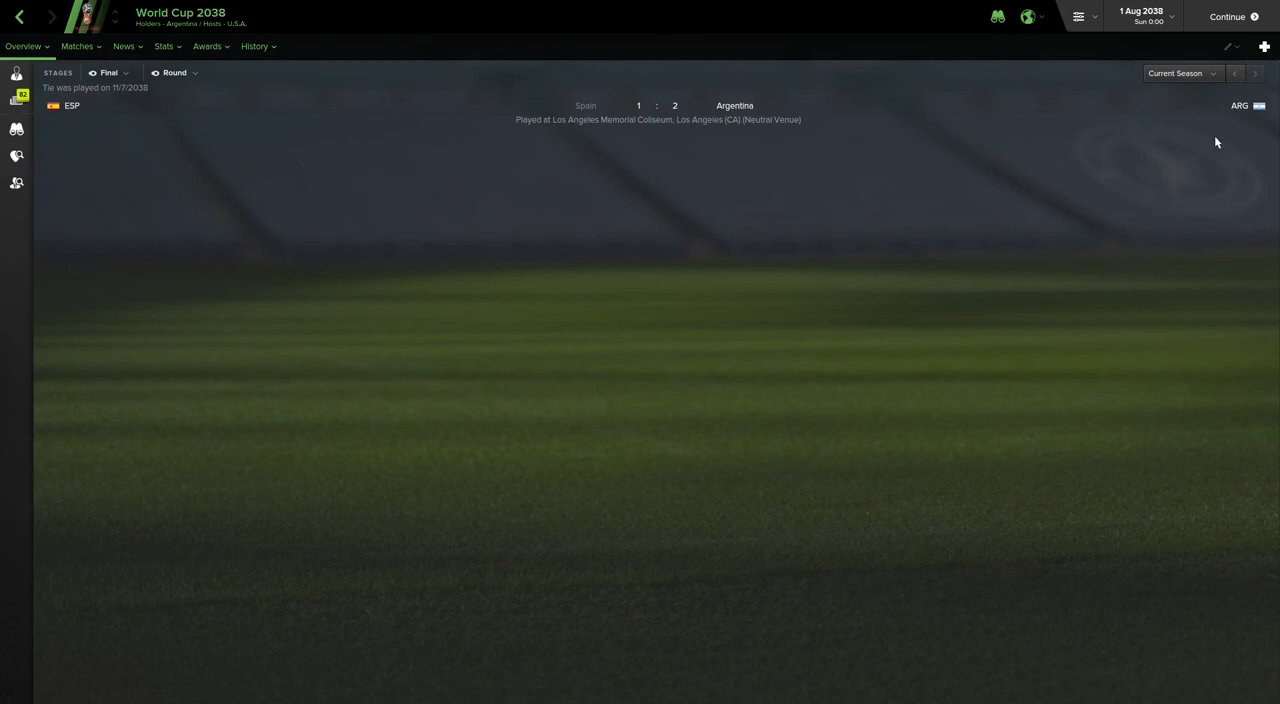 World Cup 2038
Holders - Argentina / Hosts - U.S.A.
1 Aug 2038
Sun 0:00
Continue
Overview Matches News Stats Awards History
STAGES Final Round Current Season
82
Tie was played on 11/7/2038
ESP Spain 1 : 2 Argentina ARG
Played at Los Angeles Memorial Coliseum, Los Angeles (CA) (Neutral Venue)